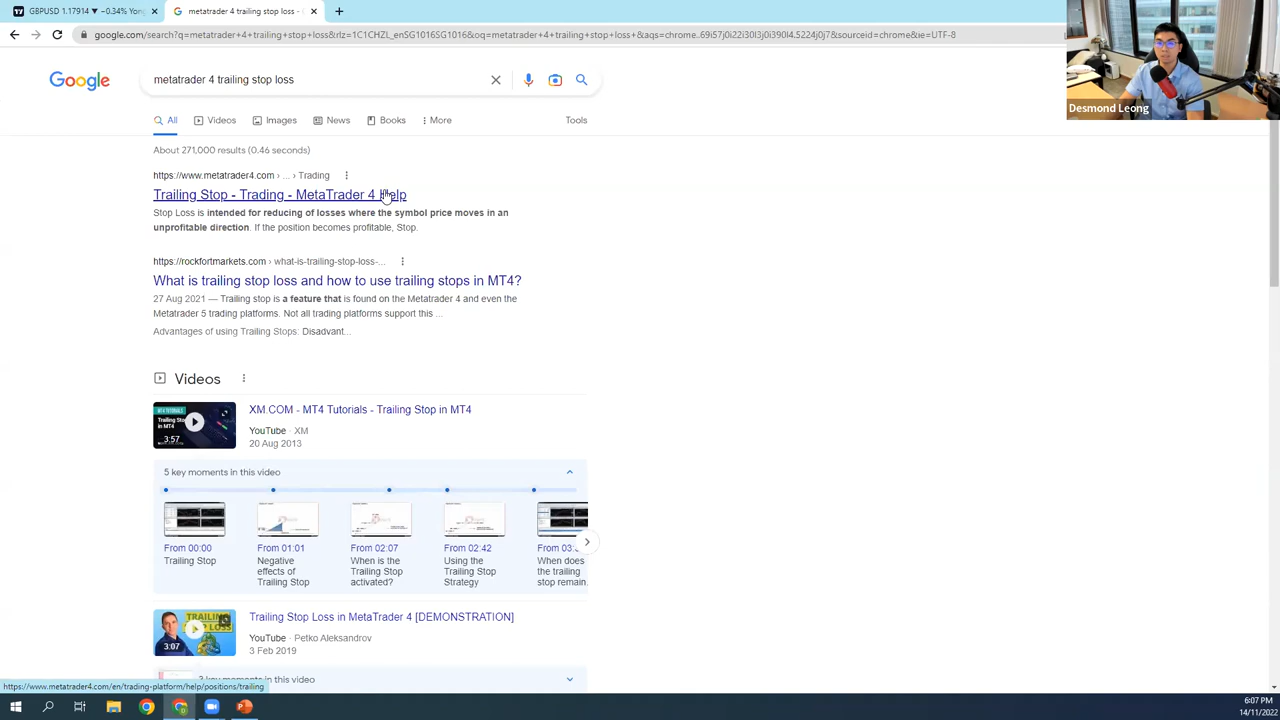 GBPUSD 1.17914 ▼ −0.34%
metatrader 4 trailing stop loss -
google.com/search?q=metatrader+4+trailing+stop+loss+&rlz=1C1CHZL_enSG1016SG1016&oq=metatrader+4+trailing+stop+loss+&aqs=chrome..69i57j0i22i30l3j0i390l4.5224j0j7&sourceid=chrome&ie=UTF-8
Desmond Leong
Google
metatrader 4 trailing stop loss
All
Videos
Images
News
Books
More
Tools
About 271,000 results (0.46 seconds)
https://www.metatrader4.com › ... › Trading
Trailing Stop - Trading - MetaTrader 4 Help
Stop Loss is intended for reducing of losses where the symbol price moves in an
unprofitable direction. If the position becomes profitable, Stop.
https://rockfortmarkets.com › what-is-trailing-stop-loss-...
What is trailing stop loss and how to use trailing stops in MT4?
27 Aug 2021 — Trailing stop is a feature that is found on the Metatrader 4 and even the
Metatrader 5 trading platforms. Not all trading platforms support this ...
Advantages of using Trailing Stops: Disadvant...
Videos
MT4 TUTORIALS
Trailing Stop
in MT4
3:57
XM.COM - MT4 Tutorials - Trailing Stop in MT4
YouTube · XM
20 Aug 2013
5 key moments in this video
From 00:00
Trailing Stop
From 01:01
Negative
effects of
Trailing Stop
From 02:07
When is the
Trailing Stop
activated?
From 02:42
Using the
Trailing Stop
Strategy
When does
the trailing
stop remain.
TRAILING
3:07
Trailing Stop Loss in MetaTrader 4 [DEMONSTRATION]
YouTube · Petko Aleksandrov
3 Feb 2019
key moments in this video
https://www.metatrader4.com/en/trading-platform/help/positions/trailing
6:07 PM
14/11/2022